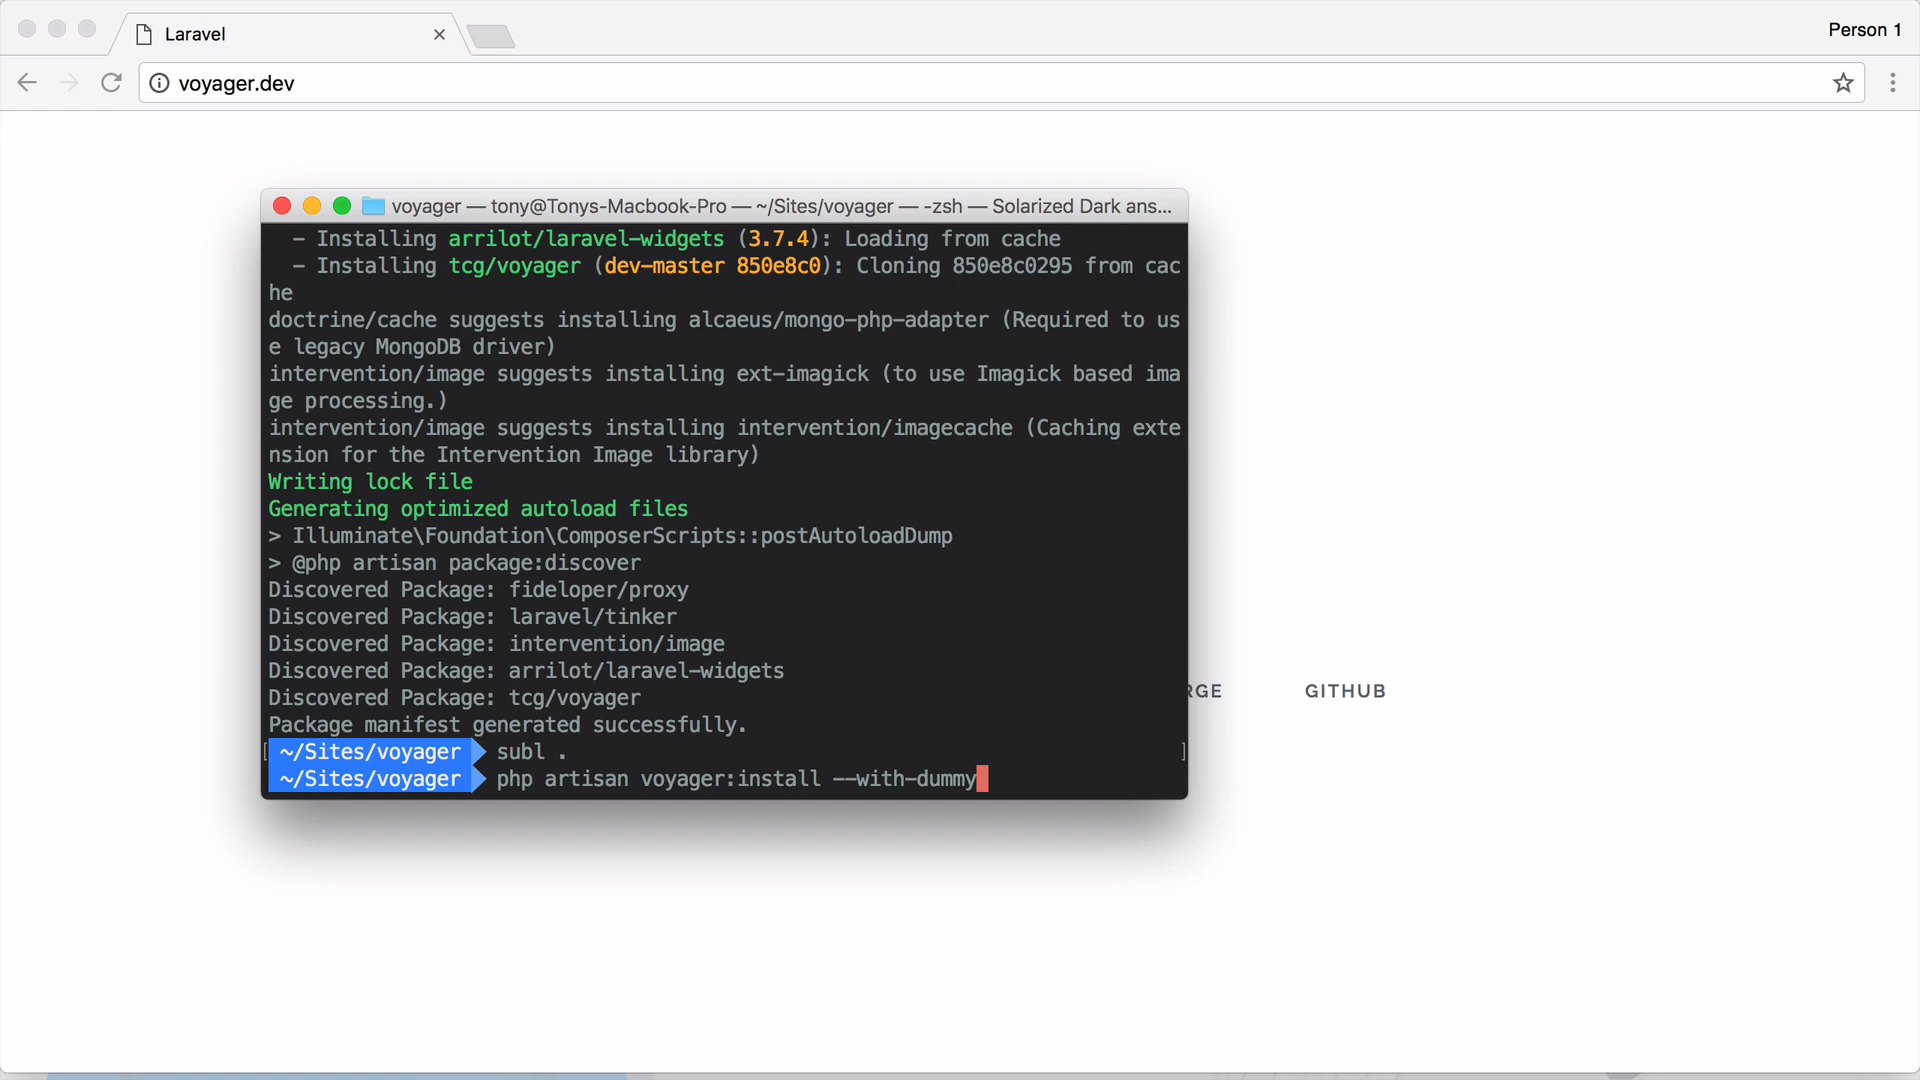 Laravel
Person 1
voyager.dev
voyager — tony@Tonys-Macbook-Pro — ~/Sites/voyager — -zsh — Solarized Dark ans...
– Installing arrilot/laravel-widgets (3.7.4): Loading from cache
– Installing tcg/voyager (dev-master 850e8c0): Cloning 850e8c0295 from cac
he
doctrine/cache suggests installing alcaeus/mongo-php-adapter (Required to us
e legacy MongoDB driver)
intervention/image suggests installing ext-imagick (to use Imagick based ima
ge processing.)
intervention/image suggests installing intervention/imagecache (Caching exte
nsion for the Intervention Image library)
Writing lock file
Generating optimized autoload files
> Illuminate\Foundation\ComposerScripts::postAutoloadDump
> @php artisan package:discover
Discovered Package: fideloper/proxy
Discovered Package: laravel/tinker
Discovered Package: intervention/image
Discovered Package: arrilot/laravel-widgets
Discovered Package: tcg/voyager
Package manifest generated successfully.
[ ~/Sites/voyager subl . ]
~/Sites/voyager php artisan voyager:install --with-dummy
RGE GITHUB